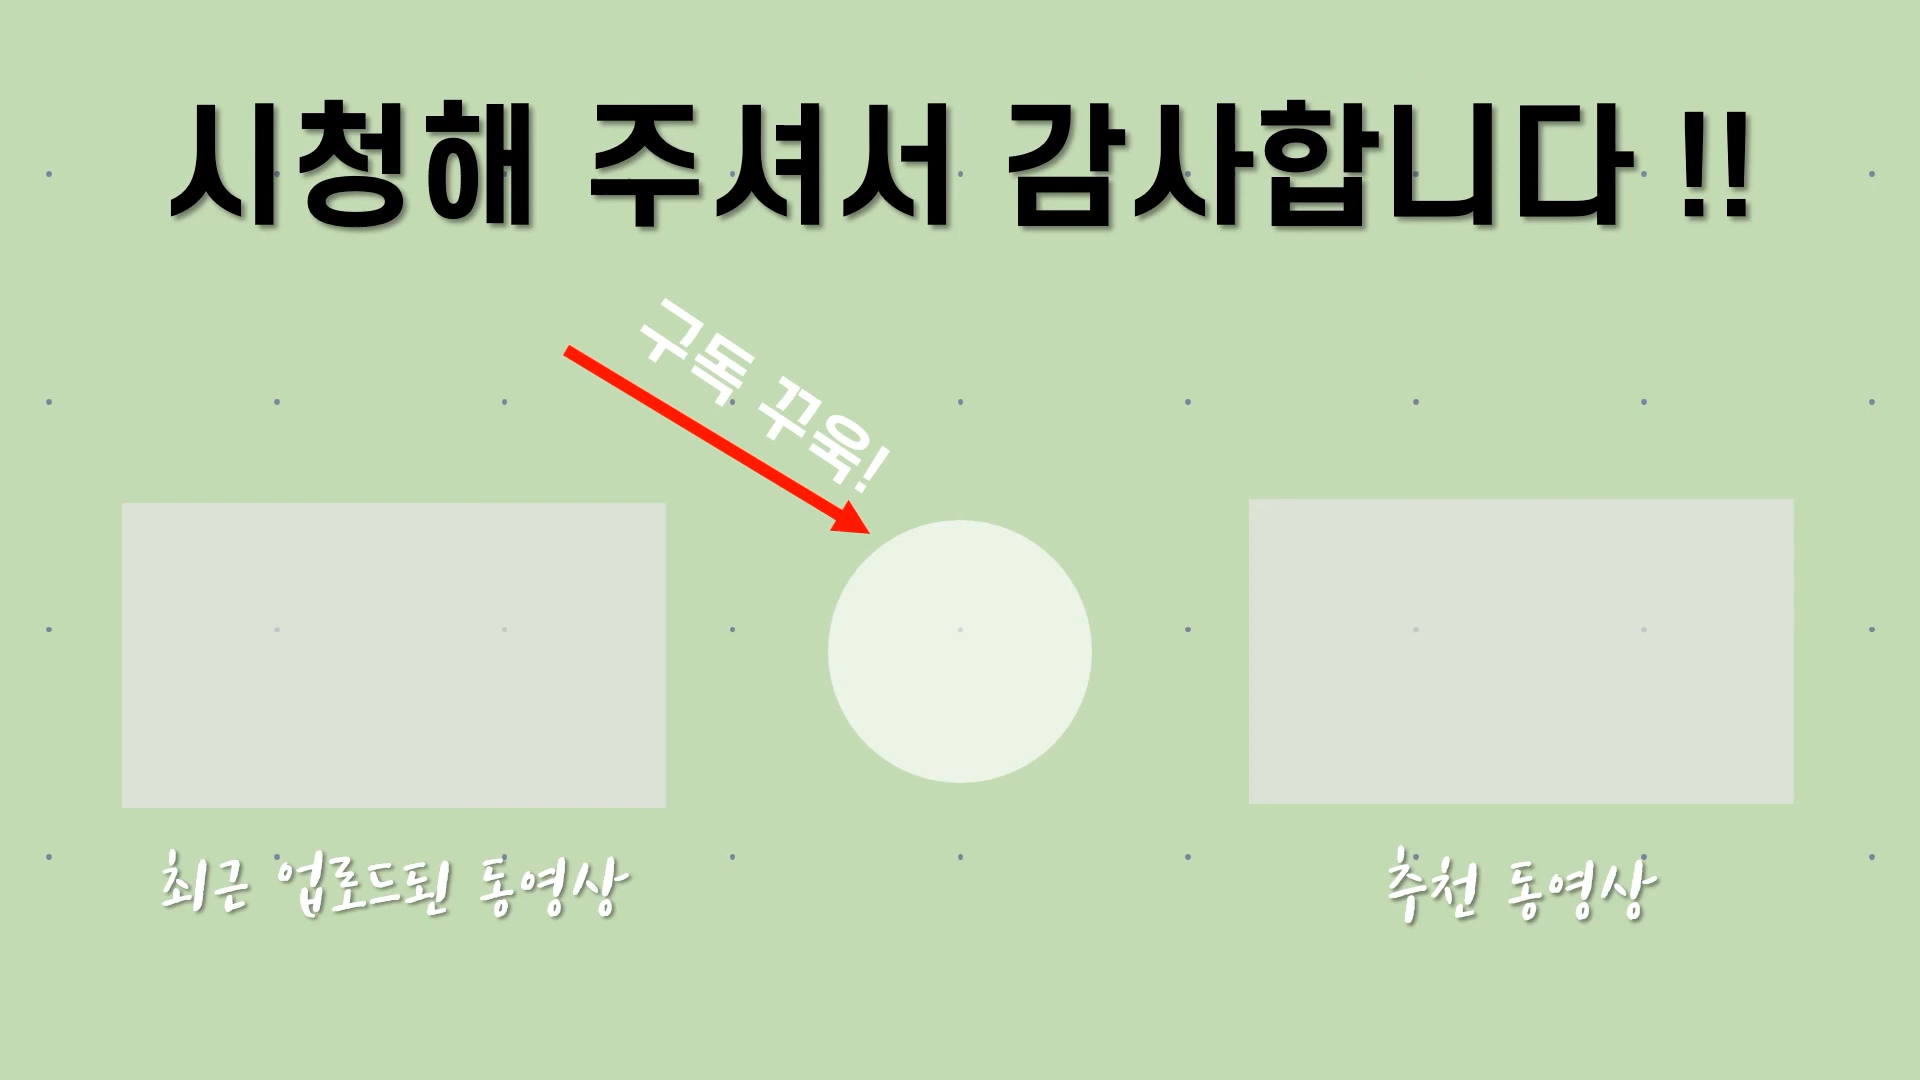 시청해 주셔서 감사합니다 !!
구독 꾸욱!
최근 업로드된 동영상
추천 동영상